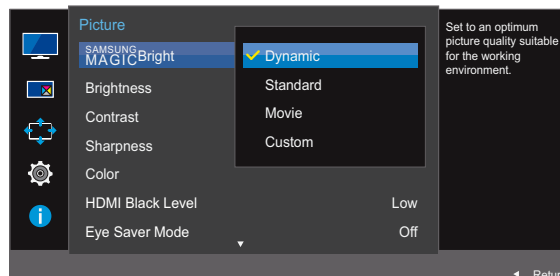 Picture
SAMSUNG
MAGICBright
Dynamic
Brightness
Standard
Contrast
Movie
Sharpness
Custom
Color
HDMI Black Level Low
Eye Saver Mode Off
Set to an optimum
picture quality suitable
for the working
environment.